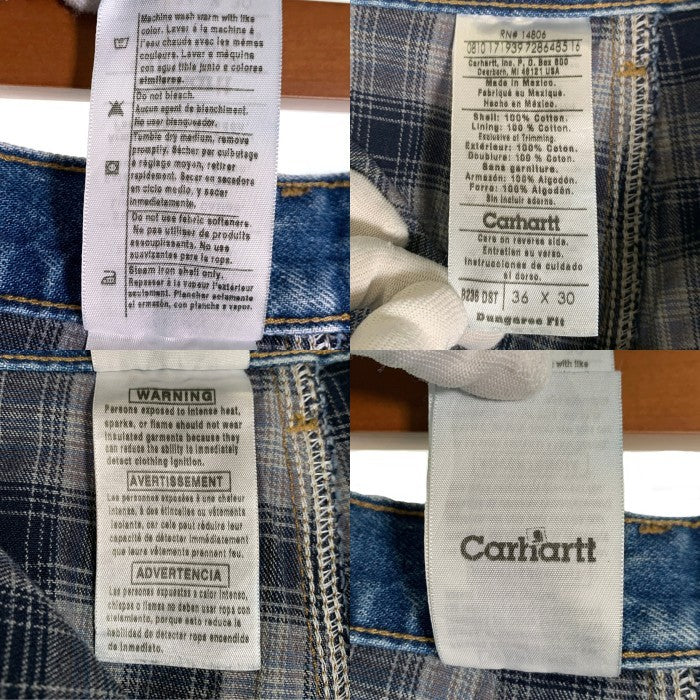 Machine wash warm with like
color. Laver à la machine à
l'eau chaude avec les mêmes
couleurs. Lavar a máquina
con agua tibia junto a colores
similares.
Do not bleach.
Aucun agent de blanchiment.
No usar blanqueador.
Tumble dry medium, remove
promptly. Sécher par culbutage
à réglage moyen, retirer
rapidement. Secar en secadora
en ciclo medio, y sacar
inmediatamente.
Do not use fabric softeners.
Ne pas utiliser de produits
assouplissants. No use
suavizantes para la ropa.
Steam iron shell only.
Repasser à la vapeur l'extérieur
seulement. Planchar solamente
el armazón, con plancha a vapor.
RN# 14806
0810171939728648516
Carhartt, Inc. P.O. Box 600
Dearborn, MI 48121 USA
Made in Mexico.
Fabriqué au Mexique.
Hecho en México.
Shell: 100% Cotton.
Lining: 100% Cotton.
Exclusive of Trimming.
Extérieur: 100% Coton.
Doublure: 100% Coton.
Sans garniture.
Armazón: 100% Algodón.
Forro: 100% Algodón.
Sin incluir adorno.
Carhartt
Care on reverse side.
Entretien au verso.
Instrucciones de cuidado
al dorso.
B236 DST 36 X 30
Dungaree Fit
WARNING
Persons exposed to intense heat,
sparks, or flame should not wear
insulated garments because they
can reduce the ability to immediately
detect clothing ignition.
AVERTISSEMENT
Les personnes exposées à une chaleur
intense, à des étincelles ou vêtements
isolante, car cela peut réduire leur
capacité de détecter immédiatement
que leurs vêtements prennent feu.
ADVERTENCIA
Las personas expuestas a calor intenso,
chispas o flamas no deben usar ropa con
aislamiento, porque esto reduce la
habilidad de detectar ropa encendida
de inmediato.
with like
Carhartt